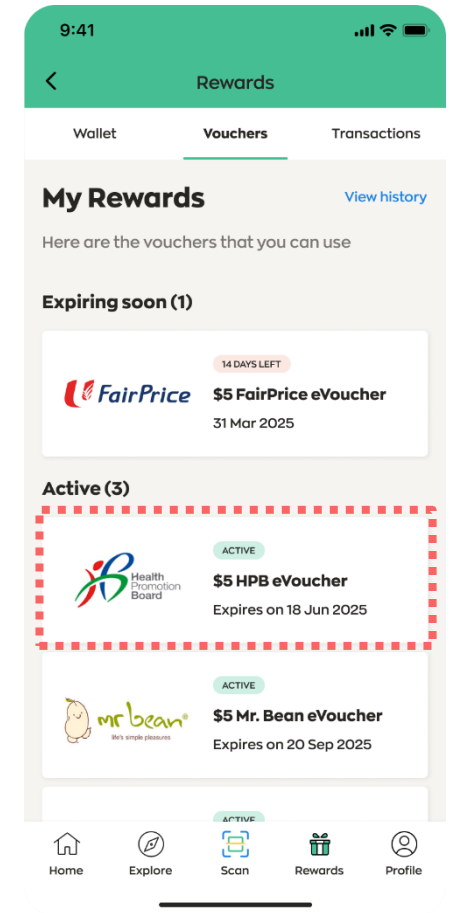 9:41
Rewards
Wallet Vouchers Transactions
My Rewards View history
Here are the vouchers that you can use
Expiring soon (1)
14 DAYS LEFT
FairPrice $5 FairPrice eVoucher
31 Mar 2025
Active (3)
ACTIVE
Health Promotion Board
$5 HPB eVoucher
Expires on 18 Jun 2025
ACTIVE
mr bean®
life's simple pleasures
$5 Mr. Bean eVoucher
Expires on 20 Sep 2025
ACTIVE
Home Explore Scan Rewards Profile